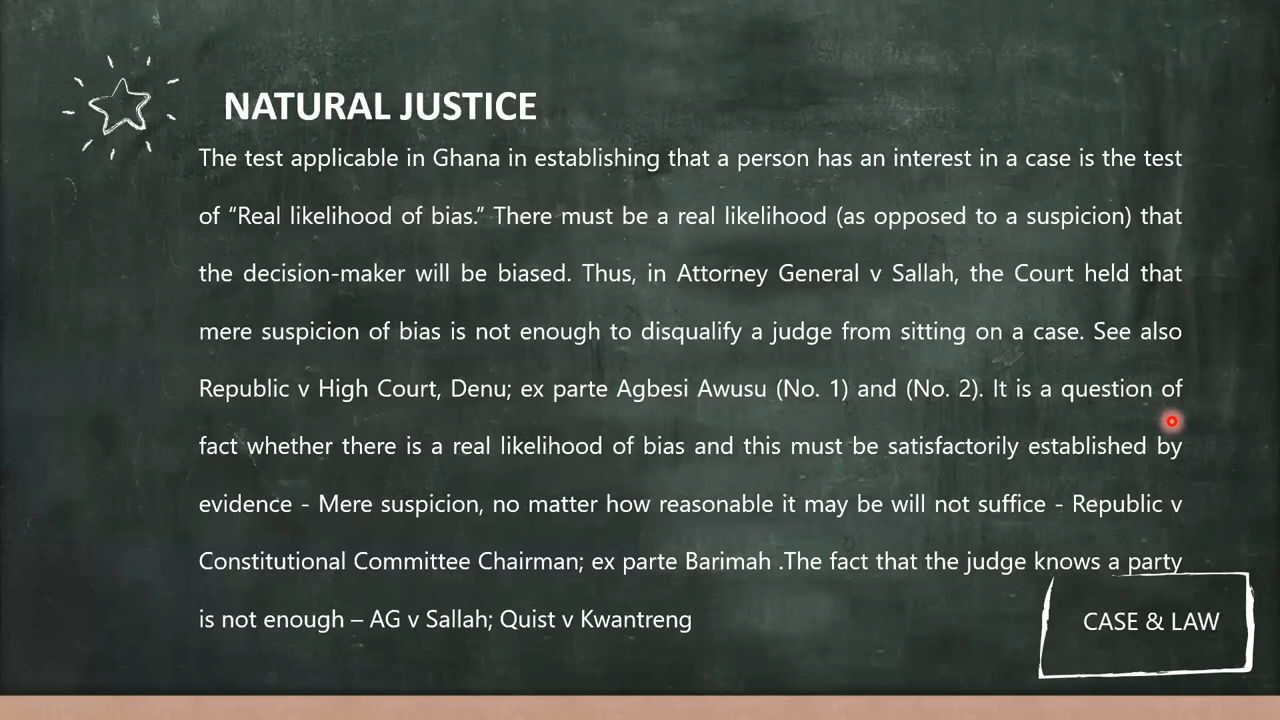 NATURAL JUSTICE
The test applicable in Ghana in establishing that a person has an interest in a case is the test
of “Real likelihood of bias.” There must be a real likelihood (as opposed to a suspicion) that
the decision-maker will be biased. Thus, in Attorney General v Sallah, the Court held that
mere suspicion of bias is not enough to disqualify a judge from sitting on a case. See also
Republic v High Court, Denu; ex parte Agbesi Awusu (No. 1) and (No. 2). It is a question of
fact whether there is a real likelihood of bias and this must be satisfactorily established by
evidence - Mere suspicion, no matter how reasonable it may be will not suffice - Republic v
Constitutional Committee Chairman; ex parte Barimah .The fact that the judge knows a party
is not enough – AG v Sallah; Quist v Kwantreng
CASE & LAW